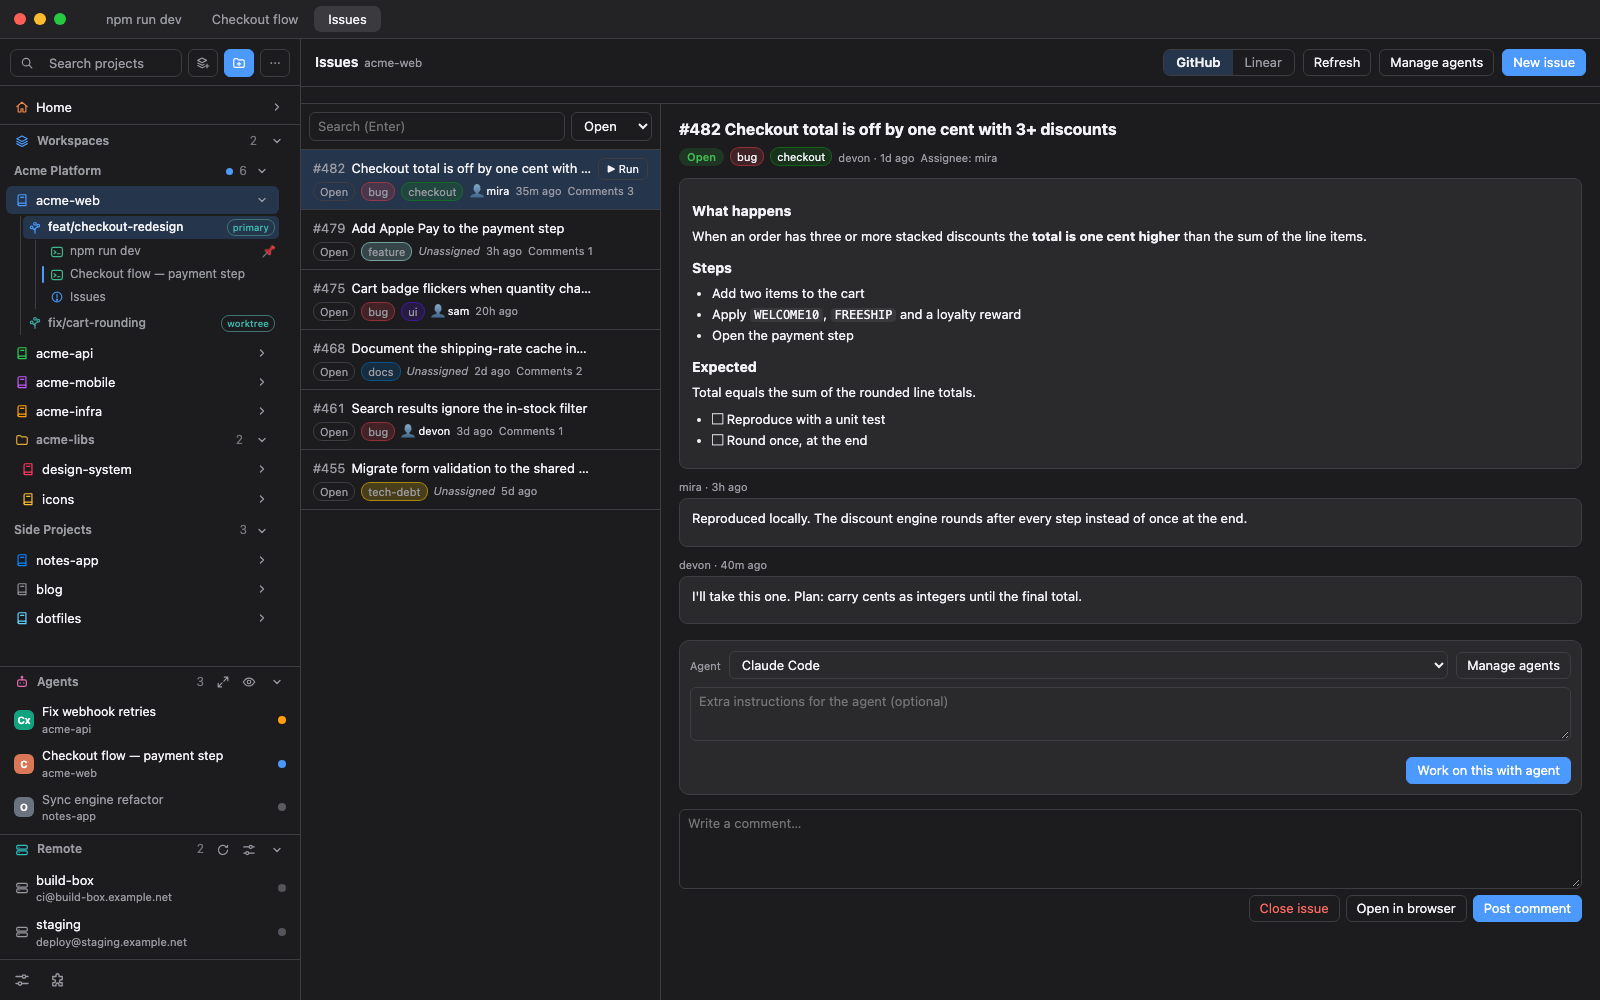 npm run dev
Checkout flow
Issues
Search projects
Home
Workspaces 2
Acme Platform 6
acme-web
feat/checkout-redesign primary
npm run dev
Checkout flow — payment step
Issues
fix/cart-rounding worktree
acme-api
acme-mobile
acme-infra
acme-libs 2
design-system
icons
Side Projects 3
notes-app
blog
dotfiles
Agents 3
Cx Fix webhook retries
acme-api
C Checkout flow — payment step
acme-web
O Sync engine refactor
notes-app
Remote 2
build-box
ci@build-box.example.net
staging
deploy@staging.example.net
Issues acme-web
GitHub Linear Refresh Manage agents New issue
Search (Enter) Open
#482 Checkout total is off by one cent with ... Run
Open bug checkout mira 35m ago Comments 3
#479 Add Apple Pay to the payment step
Open feature Unassigned 3h ago Comments 1
#475 Cart badge flickers when quantity cha...
Open bug ui sam 20h ago
#468 Document the shipping-rate cache in...
Open docs Unassigned 2d ago Comments 2
#461 Search results ignore the in-stock filter
Open bug devon 3d ago Comments 1
#455 Migrate form validation to the shared ...
Open tech-debt Unassigned 5d ago
#482 Checkout total is off by one cent with 3+ discounts
Open bug checkout devon · 1d ago Assignee: mira
What happens
When an order has three or more stacked discounts the total is one cent higher than the sum of the line items.
Steps
• Add two items to the cart
• Apply WELCOME10, FREESHIP and a loyalty reward
• Open the payment step
Expected
Total equals the sum of the rounded line totals.
• ☐ Reproduce with a unit test
• ☐ Round once, at the end
mira · 3h ago
Reproduced locally. The discount engine rounds after every step instead of once at the end.
devon · 40m ago
I'll take this one. Plan: carry cents as integers until the final total.
Agent Claude Code Manage agents
Extra instructions for the agent (optional)
Work on this with agent
Write a comment...
Close issue Open in browser Post comment